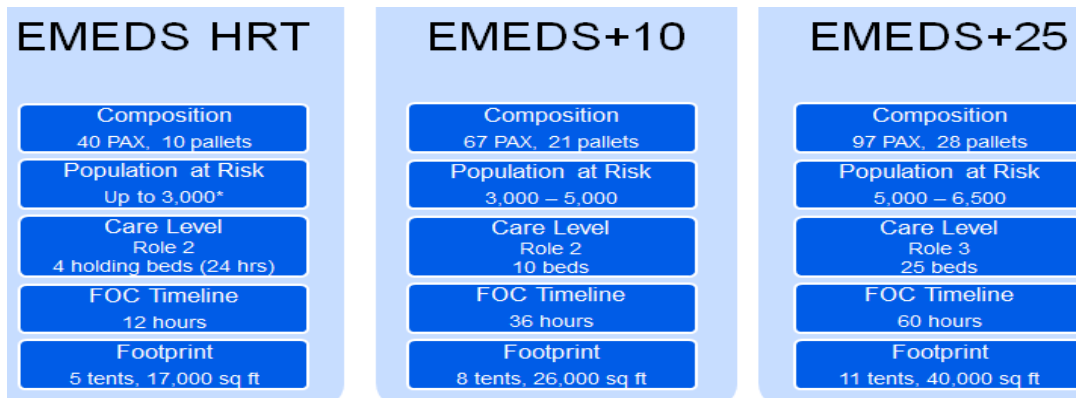 EMEDS HRT
Composition
40 PAX, 10 pallets
Population at Risk
Up to 3,000*
Care Level
Role 2
4 holding beds (24 hrs)
FOC Timeline
12 hours
Footprint
5 tents, 17,000 sq ft
EMEDS+10
Composition
67 PAX, 21 pallets
Population at Risk
3,000 – 5,000
Care Level
Role 2
10 beds
FOC Timeline
36 hours
Footprint
8 tents, 26,000 sq ft
EMEDS+25
Composition
97 PAX, 28 pallets
Population at Risk
5,000 – 6,500
Care Level
Role 3
25 beds
FOC Timeline
60 hours
Footprint
11 tents, 40,000 sq ft